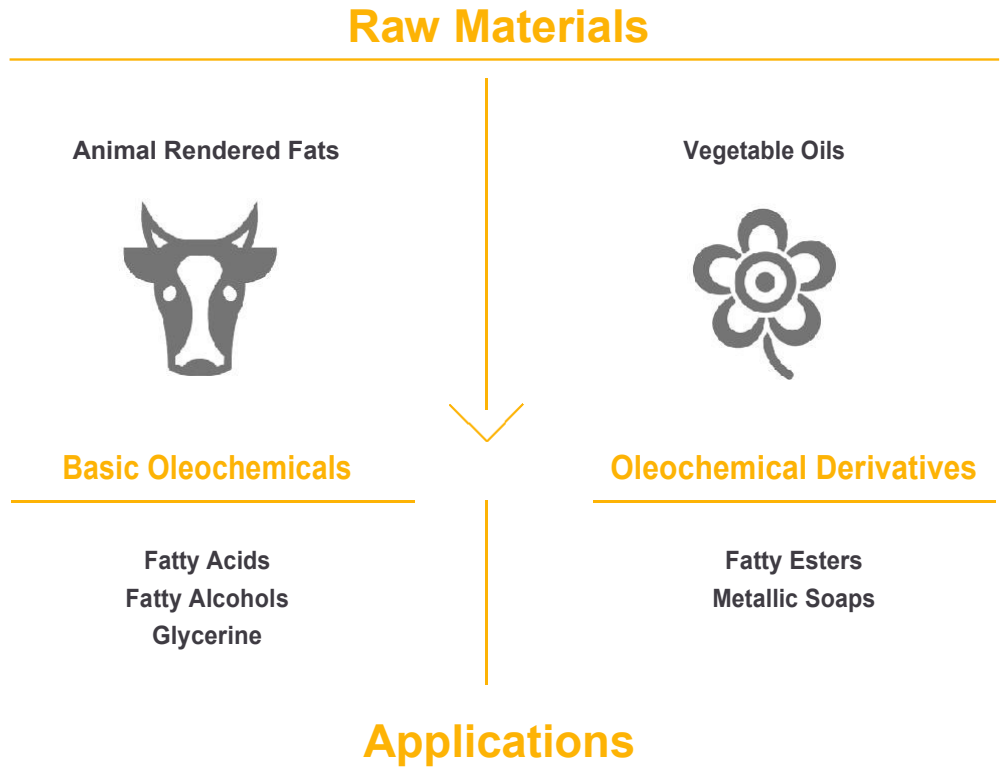 Raw Materials
Animal Rendered Fats
Vegetable Oils
Basic Oleochemicals
Fatty Acids
Fatty Alcohols
Glycerine
Oleochemical Derivatives
Fatty Esters
Metallic Soaps
Applications